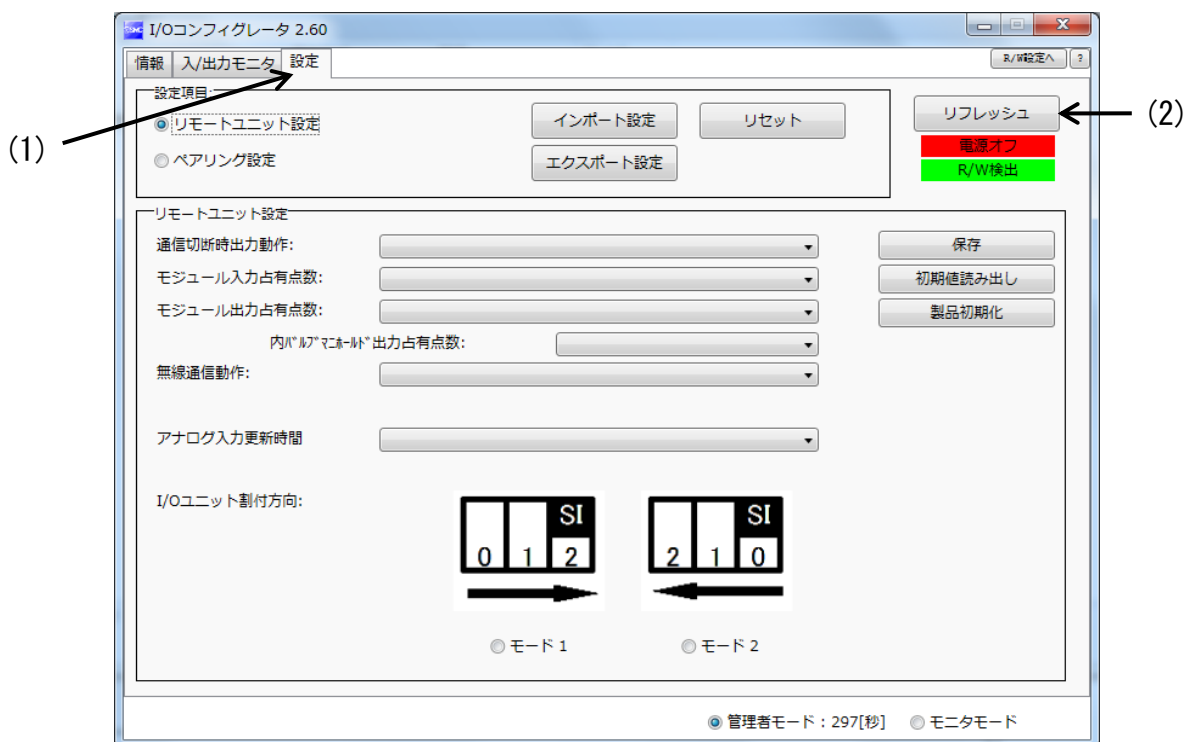 SMC I/Oコンフィグレータ 2.60
情報 入/出力モニタ 設定 R/W設定へ ?
(1)
設定項目:
リモートユニット設定 インポート設定 リセット リフレッシュ (2)
電源オフ
ペアリング設定 エクスポート設定 R/W検出
リモートユニット設定
通信切断時出力動作: 保存
モジュール入力占有点数: 初期値読み出し
モジュール出力占有点数: 製品初期化
内ﾊﾞﾙﾌﾞﾏﾆﾎｰﾙﾄﾞ出力占有点数:
無線通信動作:
アナログ入力更新時間
I/Oユニット割付方向:
SI SI
0 1 2 2 1 0
モード 1 モード 2
管理者モード : 297[秒] モニタモード